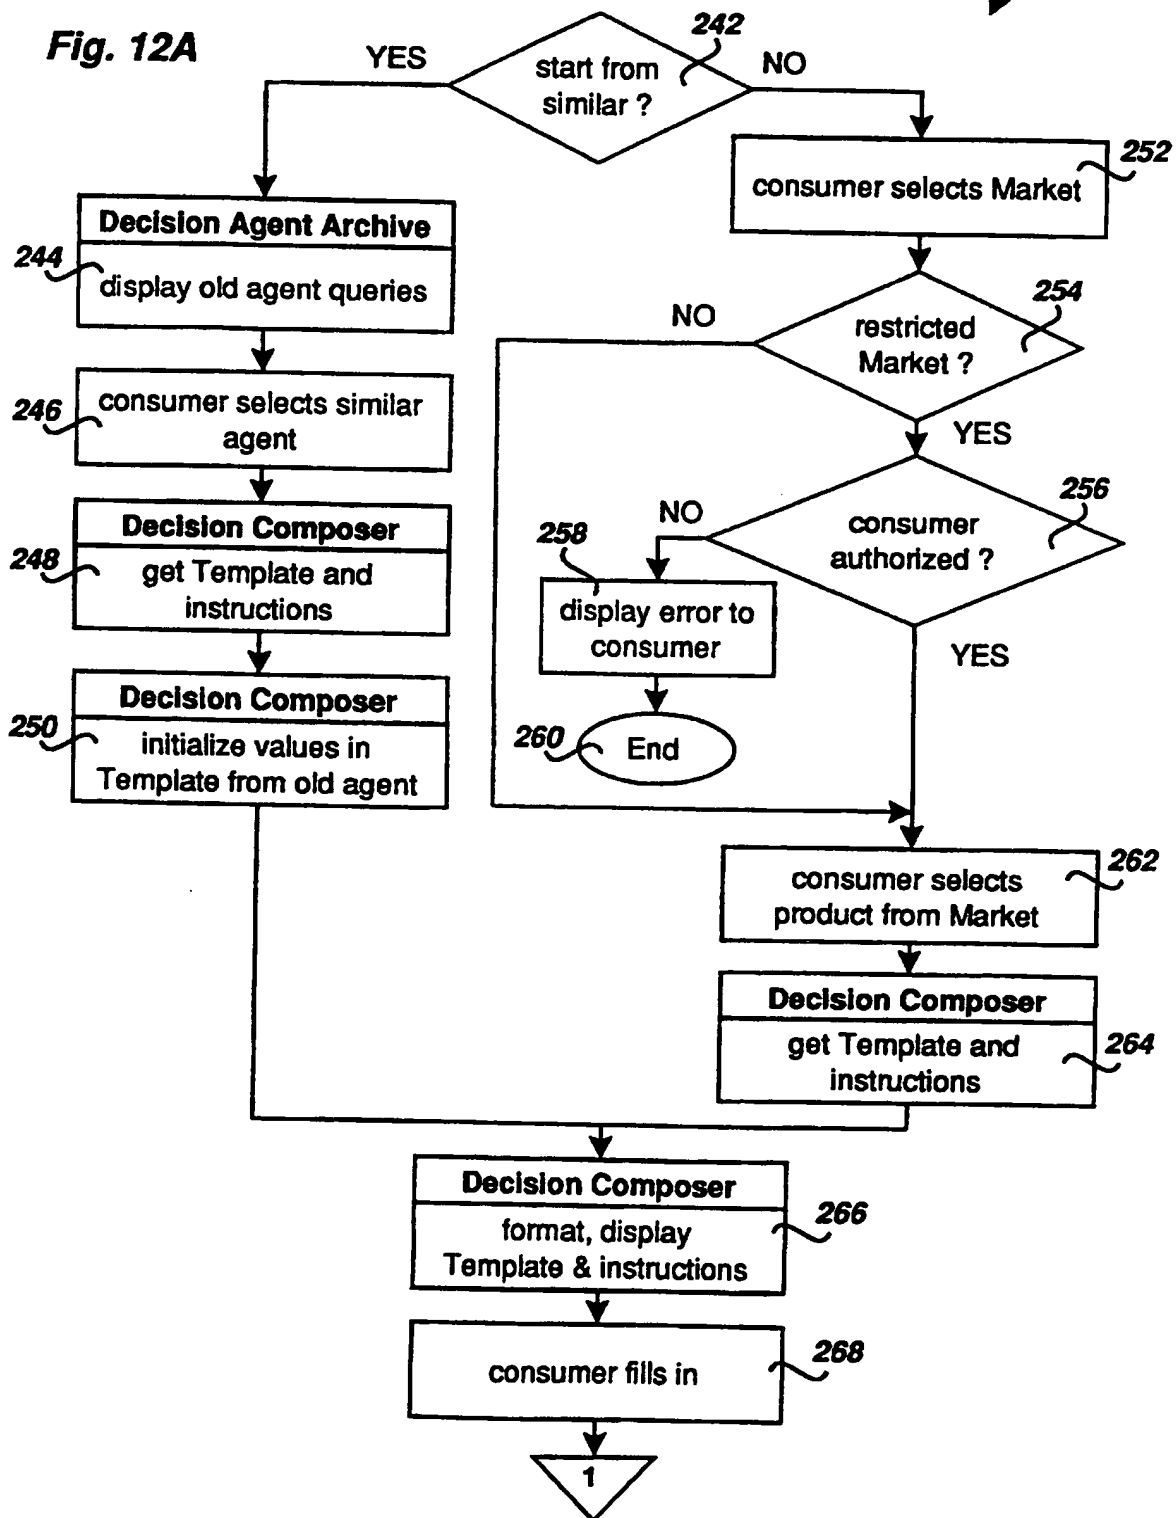 Fig. 12A
242
YES
start from
similar ?
NO
252
consumer selects Market
Decision Agent Archive
244
display old agent queries
254
NO
restricted
Market ?
YES
246
consumer selects similar
agent
256
NO
consumer
authorized ?
YES
Decision Composer
248
get Template and
instructions
258
display error to
consumer
260
End
Decision Composer
250
initialize values in
Template from old agent
262
consumer selects
product from Market
Decision Composer
264
get Template and
instructions
Decision Composer
266
format, display
Template & instructions
268
consumer fills in
1